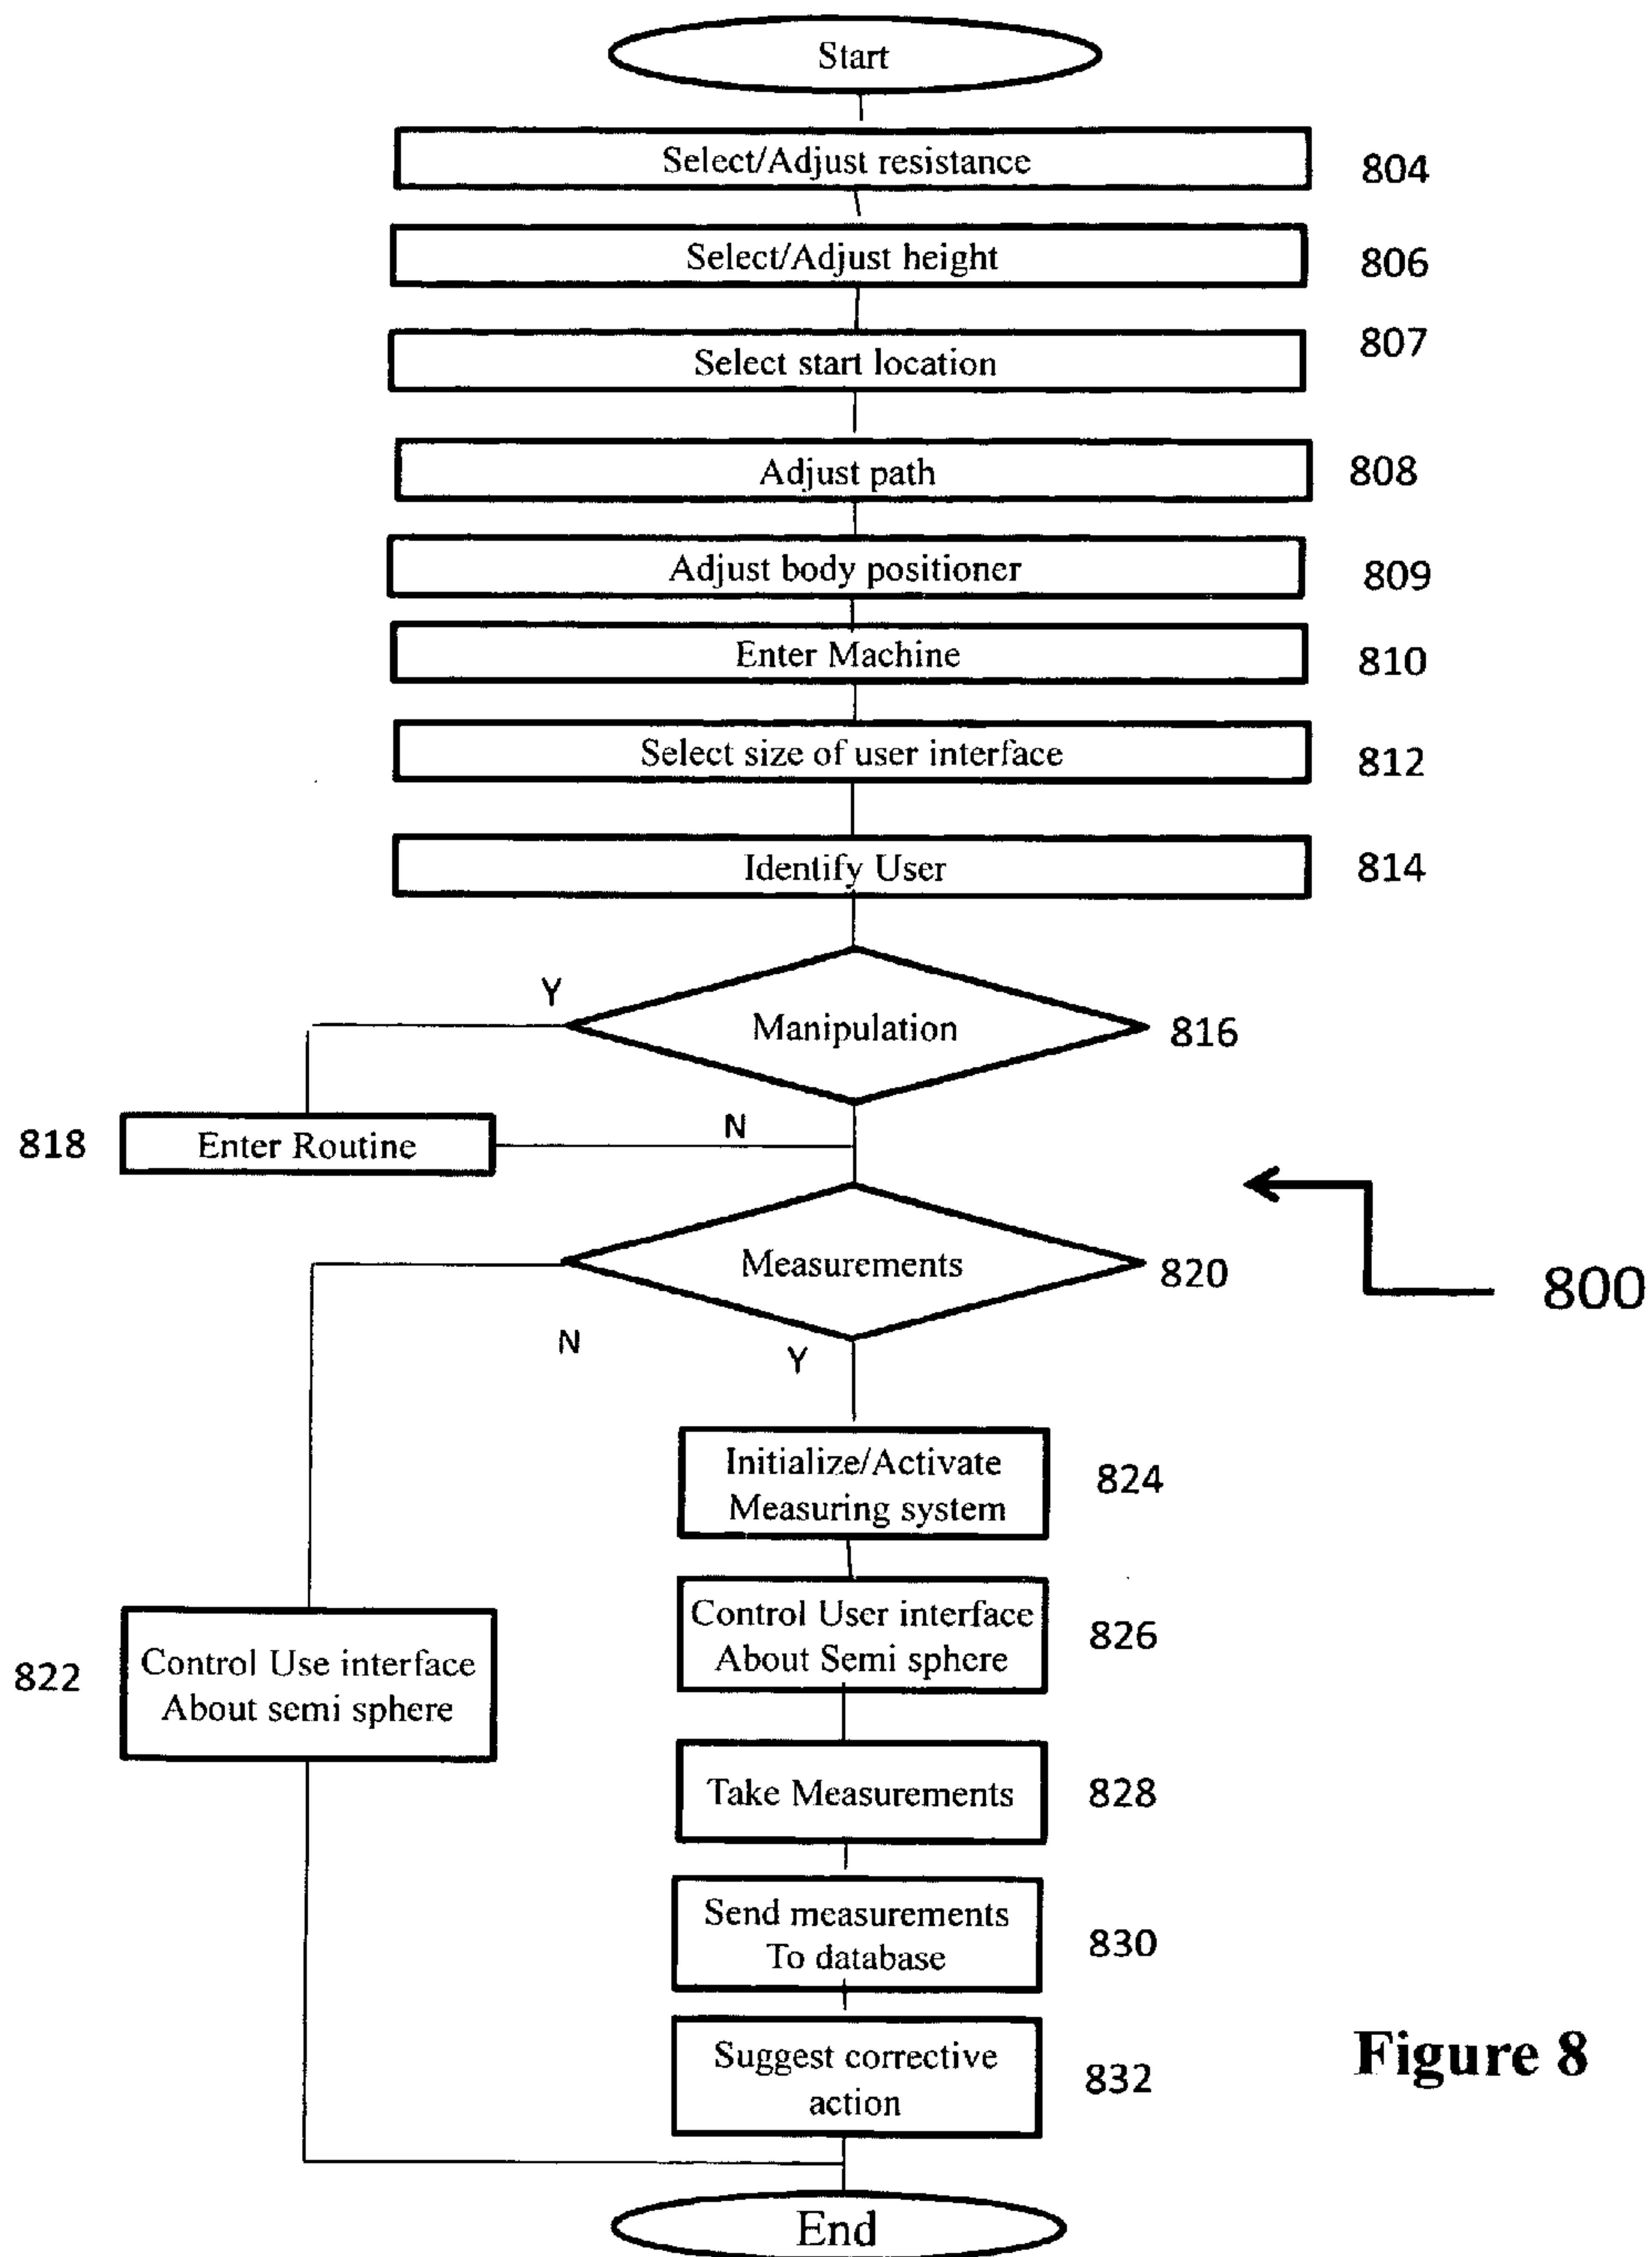 Start
Select/Adjust resistance
804
Select/Adjust height
806
Select start location
807
Adjust path
808
Adjust body positioner
809
Enter Machine
810
Select size of user interface
812
Identify User
814
Y
Manipulation
816
818
Enter Routine
N
Measurements
820
800
N
Y
Initialize/Activate
Measuring system
824
Control User interface
About Semi sphere
826
822
Control Use interface
About semi sphere
Take Measurements
828
Send measurements
To database
830
Suggest corrective
action
832
Figure 8
End